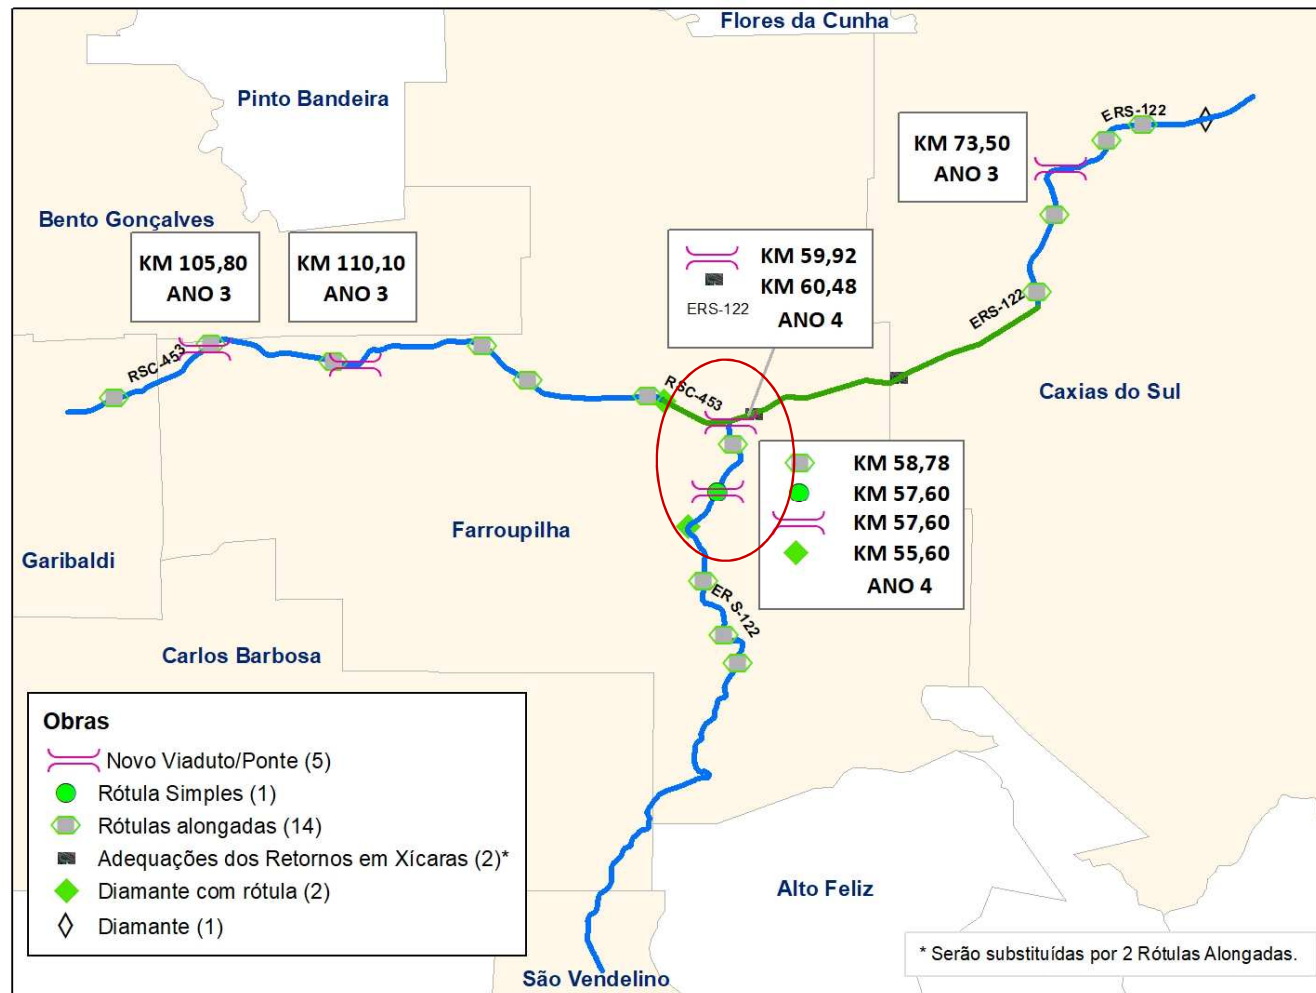 Flores da Cunha
Pinto Bandeira
ERS-122
KM 73,50
ANO 3
Bento Gonçalves
KM 105,80
ANO 3
KM 110,10
ANO 3
KM 59,92
KM 60,48
ERS-122
ANO 4
ERS-122
RSC-453
RSC-453
Caxias do Sul
KM 58,78
KM 57,60
KM 57,60
KM 55,60
ANO 4
Farroupilha
Garibaldi
ERS-122
Carlos Barbosa
Obras
Novo Viaduto/Ponte (5)
Rótula Simples (1)
Rótulas alongadas (14)
Adequações dos Retornos em Xícaras (2)*
Diamante com rótula (2)
Diamante (1)
Alto Feliz
* Serão substituídas por 2 Rótulas Alongadas.
São Vendelino